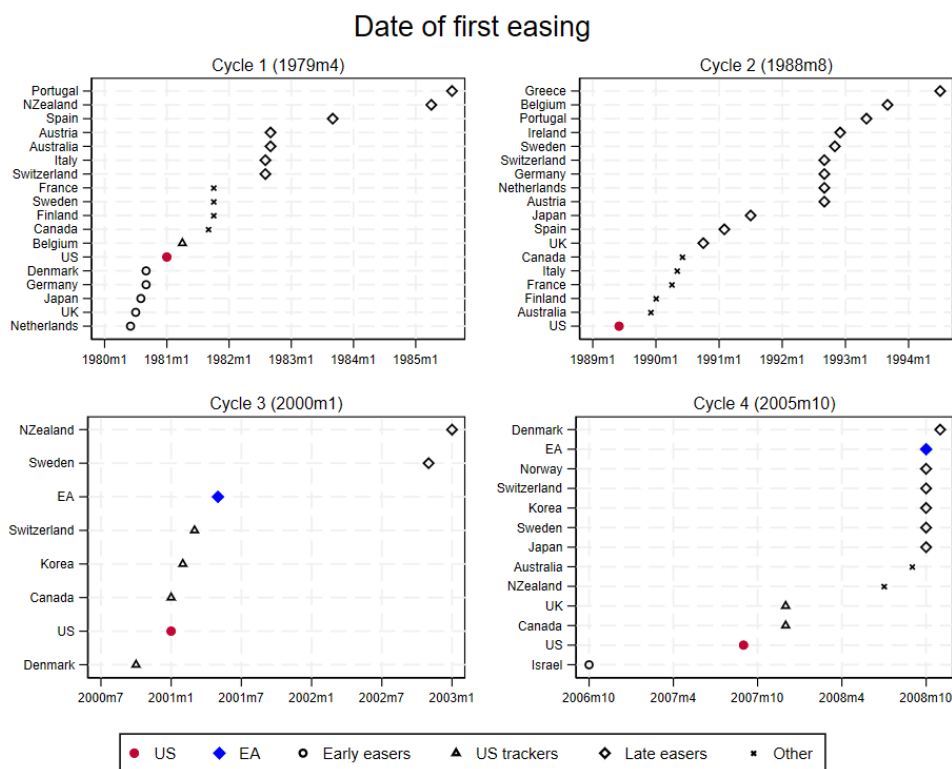 Date of first easing
Cycle 1 (1979m4)
Portugal
NZealand
Spain
Austria
Australia
Italy
Switzerland
France
Sweden
Finland
Canada
Belgium
US
Denmark
Germany
Japan
UK
Netherlands
1980m1 1981m1 1982m1 1983m1 1984m1 1985m1
Cycle 2 (1988m8)
Greece
Belgium
Portugal
Ireland
Sweden
Switzerland
Germany
Netherlands
Austria
Japan
Spain
UK
Canada
Italy
France
Finland
Australia
US
1989m1 1990m1 1991m1 1992m1 1993m1 1994m1
Cycle 3 (2000m1)
NZealand
Sweden
EA
Switzerland
Korea
Canada
US
Denmark
2000m7 2001m1 2001m7 2002m1 2002m7 2003m1
Cycle 4 (2005m10)
Denmark
EA
Norway
Switzerland
Korea
Sweden
Japan
Australia
NZealand
UK
Canada
US
Israel
2006m10 2007m4 2007m10 2008m4 2008m10
US EA Early easers US trackers Late easers Other